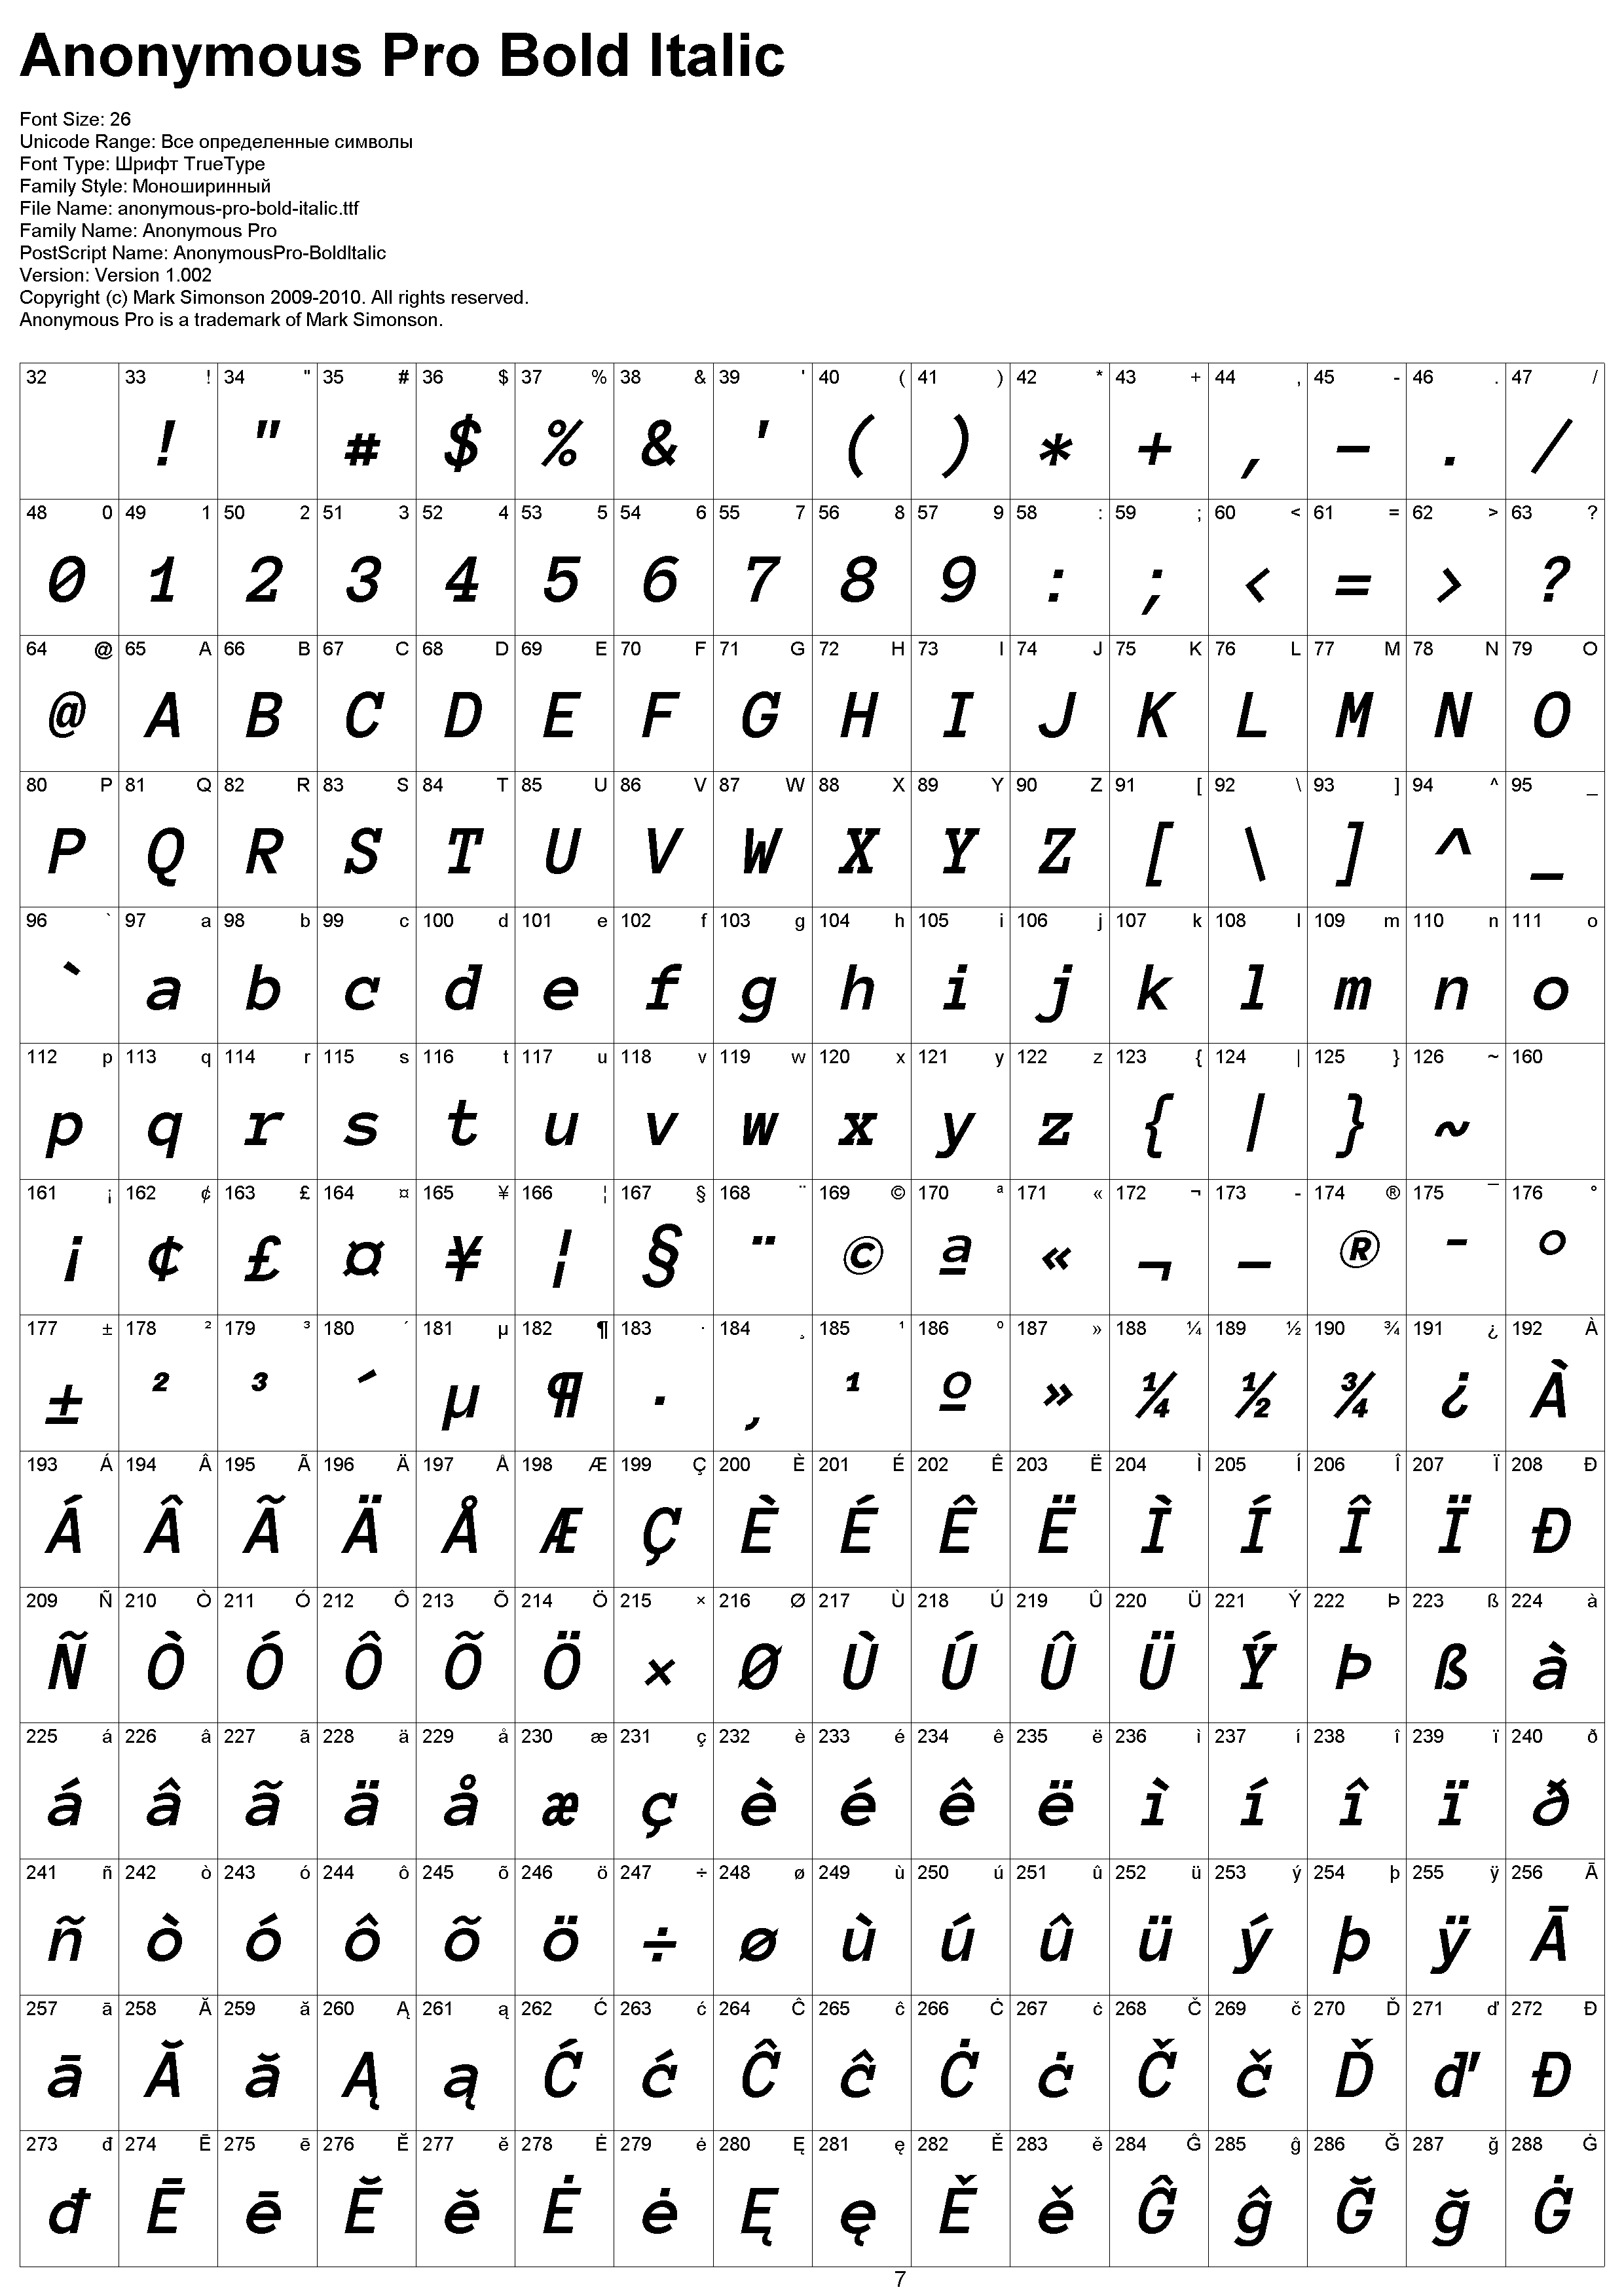 Anonymous Pro Bold Italic
Font Size: 26
Unicode Range: Все определенные символы
Font Type: Шрифт TrueType
Family Style: Моноширинный
File Name: anonymous-pro-bold-italic.ttf
Family Name: Anonymous Pro
PostScript Name: AnonymousPro-BoldItalic
Version: Version 1.002
Copyright (c) Mark Simonson 2009-2010. All rights reserved.
Anonymous Pro is a trademark of Mark Simonson.
32 33 ! 34 " 35 # 36 $ 37 % 38 & 39 ' 40 ( 41 ) 42 * 43 + 44 , 45 - 46 . 47 /
! " # $ % & ' ( ) * + , - . /
48 0 49 1 50 2 51 3 52 4 53 5 54 6 55 7 56 8 57 9 58 : 59 ; 60 < 61 = 62 > 63 ?
0 1 2 3 4 5 6 7 8 9 : ; < = > ?
64 @ 65 A 66 B 67 C 68 D 69 E 70 F 71 G 72 H 73 I 74 J 75 K 76 L 77 M 78 N 79 O
@ A B C D E F G H I J K L M N O
80 P 81 Q 82 R 83 S 84 T 85 U 86 V 87 W 88 X 89 Y 90 Z 91 [ 92 \ 93 ] 94 ^ 95 _
P Q R S T U V W X Y Z [ \ ] ^ _
96 ` 97 a 98 b 99 c 100 d 101 e 102 f 103 g 104 h 105 i 106 j 107 k 108 l 109 m 110 n 111 o
` a b c d e f g h i j k l m n o
112 p 113 q 114 r 115 s 116 t 117 u 118 v 119 w 120 x 121 y 122 z 123 { 124 | 125 } 126 ~ 160
p q r s t u v w x y z { | } ~
161 ¡ 162 ¢ 163 £ 164 ¤ 165 ¥ 166 ¦ 167 § 168 ¨ 169 © 170 ª 171 « 172 ¬ 173 - 174 ® 175 ¯ 176 °
¡ ¢ £ ¤ ¥ ¦ § ¨ © ª « ¬ - ® ¯ °
177 ± 178 ² 179 ³ 180 ´ 181 µ 182 ¶ 183 · 184 ¸ 185 ¹ 186 º 187 » 188 ¼ 189 ½ 190 ¾ 191 ¿ 192 À
± ² ³ ´ µ ¶ · ¸ ¹ º » ¼ ½ ¾ ¿ À
193 Á 194 Â 195 Ã 196 Ä 197 Å 198 Æ 199 Ç 200 È 201 É 202 Ê 203 Ë 204 Ì 205 Í 206 Î 207 Ï 208 Ð
Á Â Ã Ä Å Æ Ç È É Ê Ë Ì Í Î Ï Ð
209 Ñ 210 Ò 211 Ó 212 Ô 213 Õ 214 Ö 215 × 216 Ø 217 Ù 218 Ú 219 Û 220 Ü 221 Ý 222 Þ 223 ß 224 à
Ñ Ò Ó Ô Õ Ö × Ø Ù Ú Û Ü Ý Þ ß à
225 á 226 â 227 ã 228 ä 229 å 230 æ 231 ç 232 è 233 é 234 ê 235 ë 236 ì 237 í 238 î 239 ï 240 ð
á â ã ä å æ ç è é ê ë ì í î ï ð
241 ñ 242 ò 243 ó 244 ô 245 õ 246 ö 247 ÷ 248 ø 249 ù 250 ú 251 û 252 ü 253 ý 254 þ 255 ÿ 256 Ā
ñ ò ó ô õ ö ÷ ø ù ú û ü ý þ ÿ Ā
257 ā 258 Ă 259 ă 260 Ą 261 ą 262 Ć 263 ć 264 Ĉ 265 ĉ 266 Ċ 267 ċ 268 Č 269 č 270 Ď 271 ď 272 Đ
ā Ă ă Ą ą Ć ć Ĉ ĉ Ċ ċ Č č Ď ď Đ
273 đ 274 Ē 275 ē 276 Ĕ 277 ĕ 278 Ė 279 ė 280 Ę 281 ę 282 Ě 283 ě 284 Ĝ 285 ĝ 286 Ğ 287 ğ 288 Ġ
đ Ē ē Ĕ ĕ Ė ė Ę ę Ě ě Ĝ ĝ Ğ ğ Ġ
7